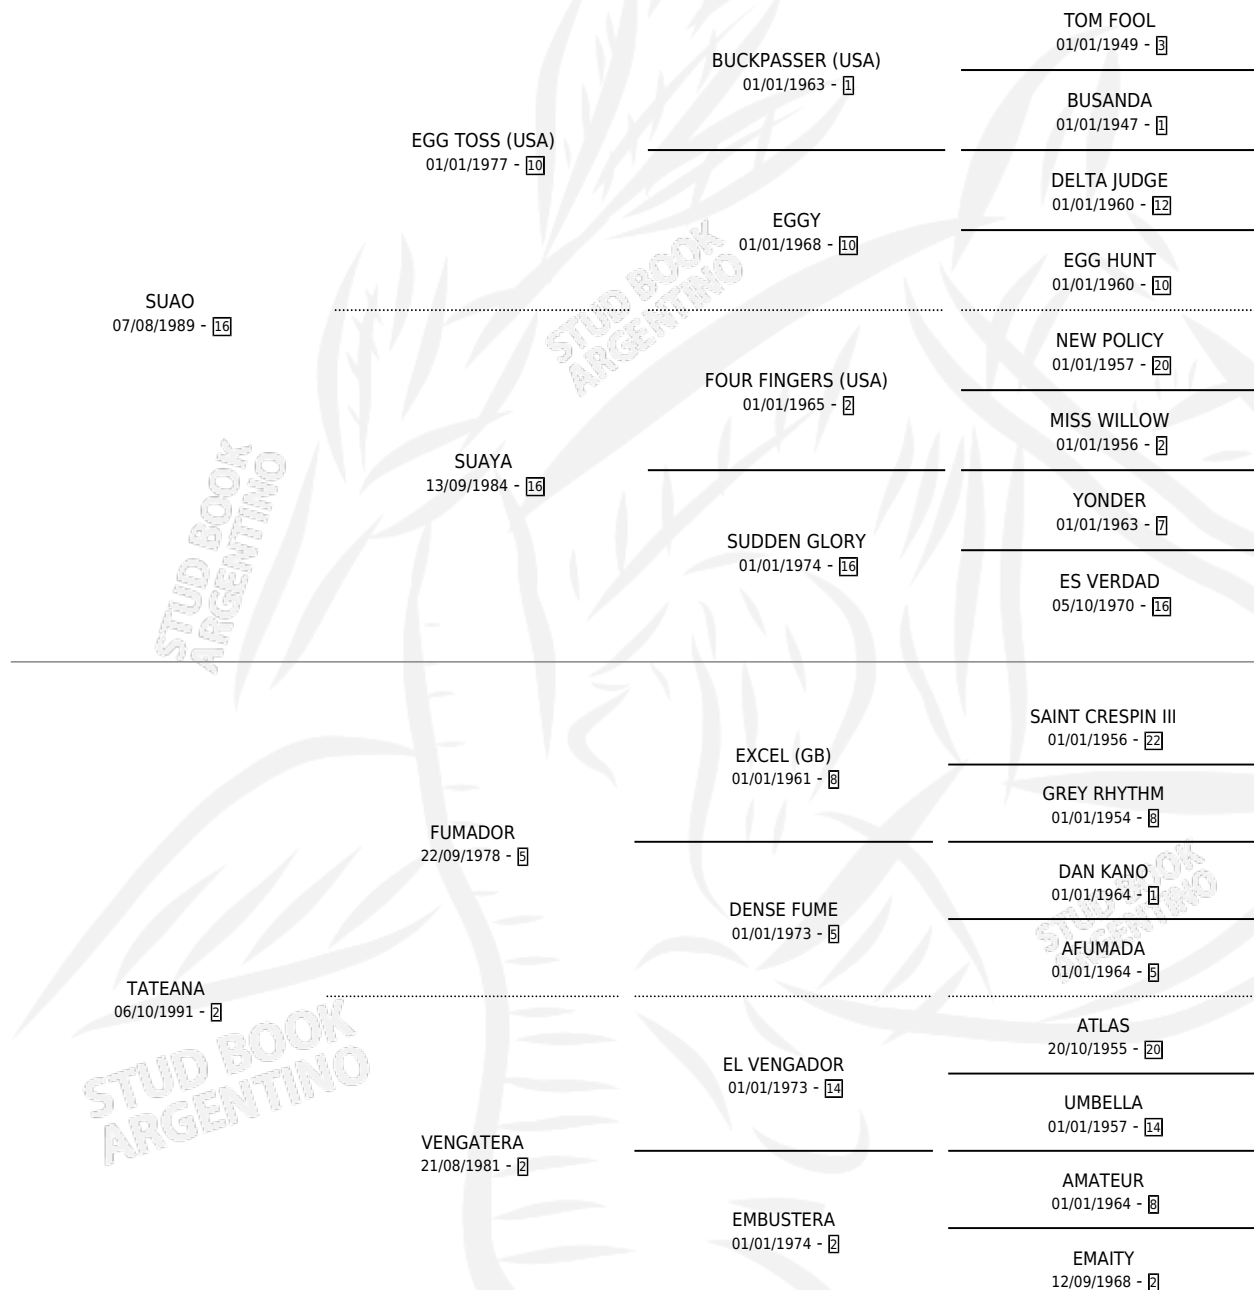 TOM FOOL
01/01/1949 - 3
BUCKPASSER (USA)
01/01/1963 - 1
BUSANDA
01/01/1947 - 1
EGG TOSS (USA)
01/01/1977 - 10
DELTA JUDGE
01/01/1960 - 12
EGGY
01/01/1968 - 10
EGG HUNT
01/01/1960 - 10
SUAO
07/08/1989 - 16
STUD BOOK
ARGENTINO
NEW POLICY
01/01/1957 - 20
FOUR FINGERS (USA)
01/01/1965 - 2
MISS WILLOW
01/01/1956 - 2
SUAYA
13/09/1984 - 16
YONDER
01/01/1963 - 7
SUDDEN GLORY
01/01/1974 - 16
ES VERDAD
05/10/1970 - 16
STUD BOOK
ARGENTINO
SAINT CRESPIN III
01/01/1956 - 22
EXCEL (GB)
01/01/1961 - 8
GREY RHYTHM
01/01/1954 - 8
FUMADOR
22/09/1978 - 5
DAN KANO
01/01/1964 - 1
DENSE FUME
01/01/1973 - 5
AFUMADA
01/01/1964 - 5
STUD BOOK
ARGENTINO
TATEANA
06/10/1991 - 2
ATLAS
20/10/1955 - 20
EL VENGADOR
01/01/1973 - 14
UMBELLA
01/01/1957 - 14
STUD BOOK
ARGENTINO
VENGATERA
21/08/1981 - 2
AMATEUR
01/01/1964 - 8
EMBUSTERA
01/01/1974 - 2
EMAITY
12/09/1968 - 2